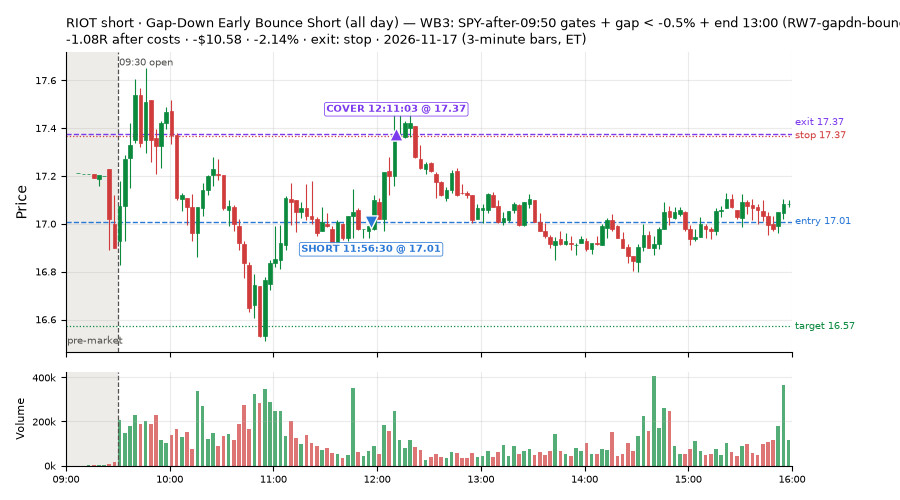 RIOT short · Gap-Down Early Bounce Short (all day) — WB3: SPY-after-09:50 gates + gap < -0.5% + end 13:00 (RW7-gapdn-boun
-1.08R after costs · -$10.58 · -2.14% · exit: stop · 2026-11-17 (3-minute bars, ET)
09:30 open
17.6
COVER 12:11:03 @ 17.37
exit 17.37
17.4
stop 17.37
17.2
Price
17.0
entry 17.01
SHORT 11:56:30 @ 17.01
16.8
16.6
target 16.57
pre-market
400k
200k
0k
Volume
09:00 10:00 11:00 12:00 13:00 14:00 15:00 16:00